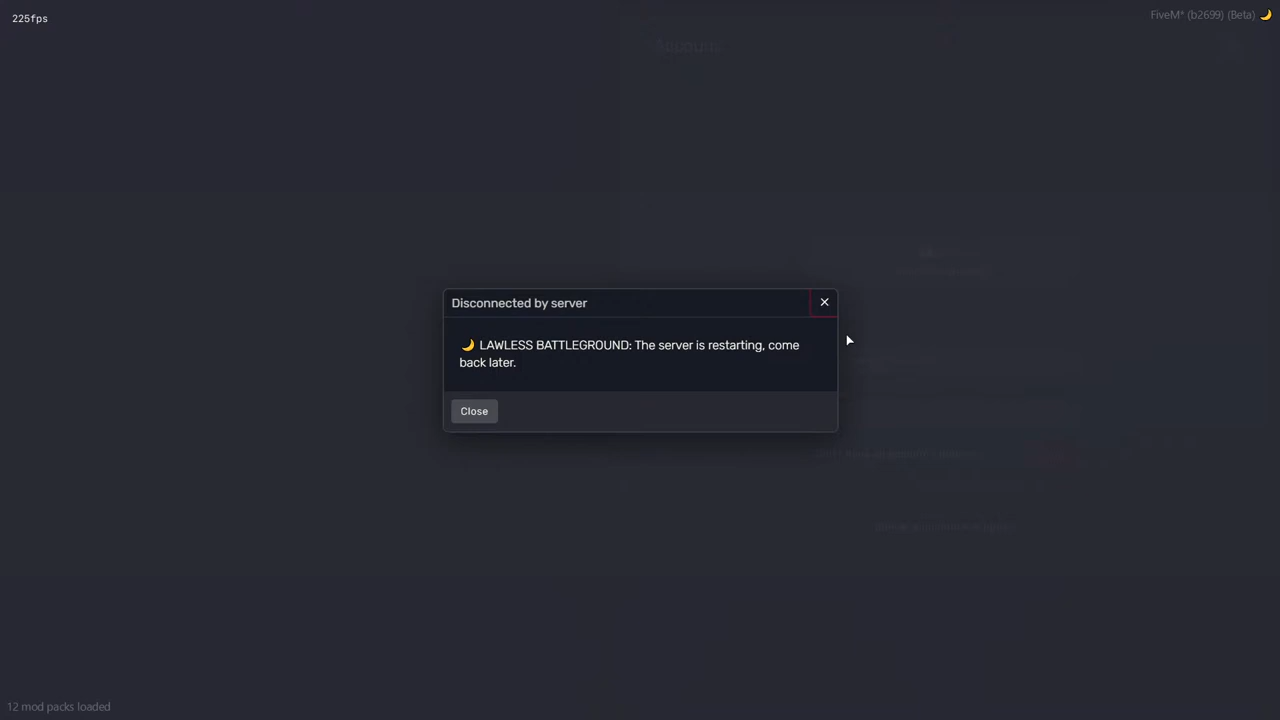 225fps
FiveM* (b2699) (Beta) 🌙
Account
Disconnected by server
🌙 LAWLESS BATTLEGROUND: The server is restarting, come
back later.
Close
12 mod packs loaded